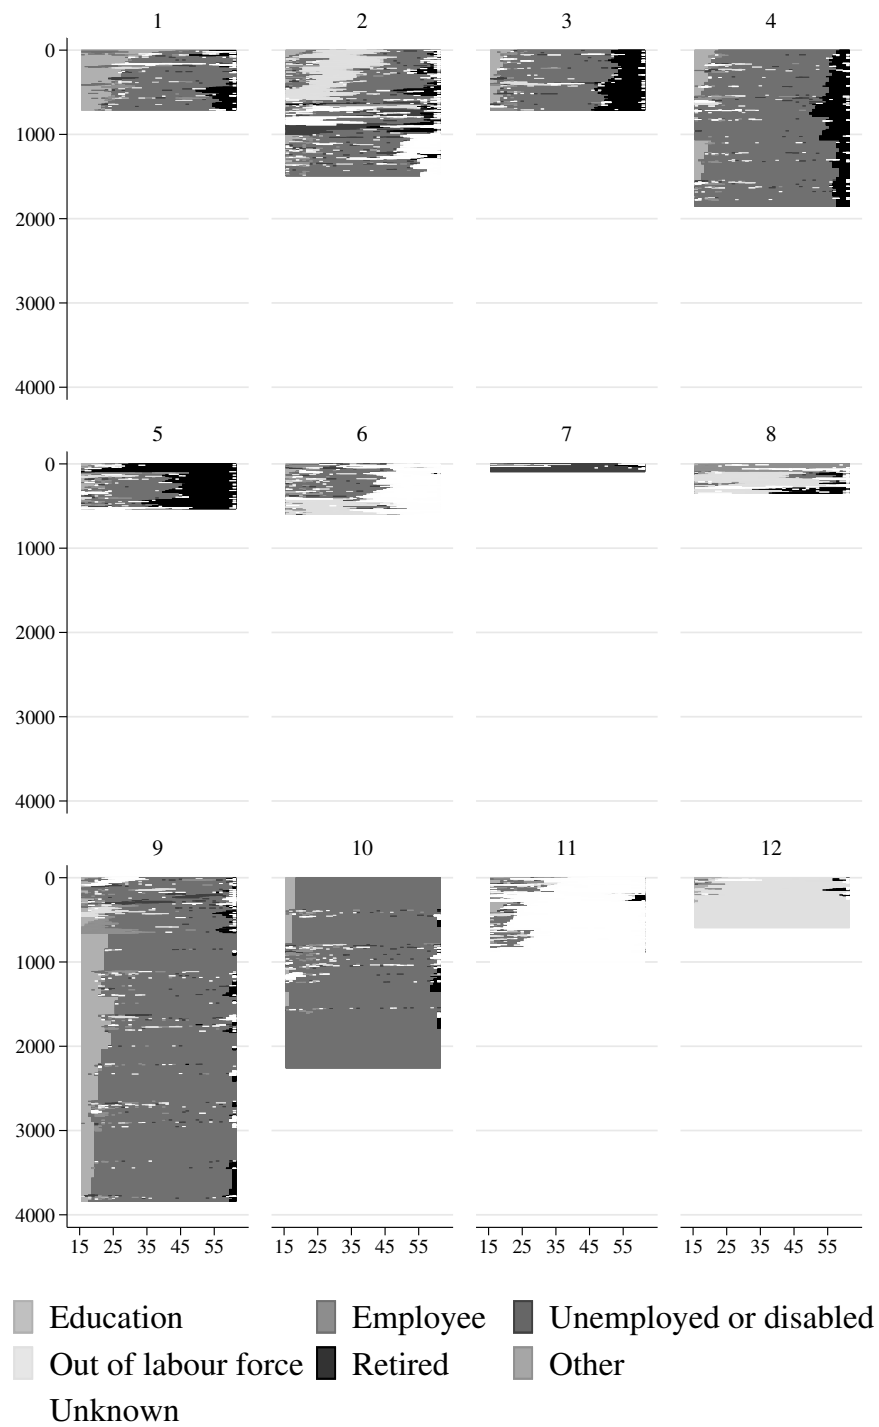 1 2 3 4
0
1000
2000
3000
4000
5 6 7 8
0
1000
2000
3000
4000
9 10 11 12
0
1000
2000
3000
4000
15 25 35 45 55 15 25 35 45 55 15 25 35 45 55 15 25 35 45 55
Education Employee Unemployed or disabled
Out of labour force Retired Other
Unknown